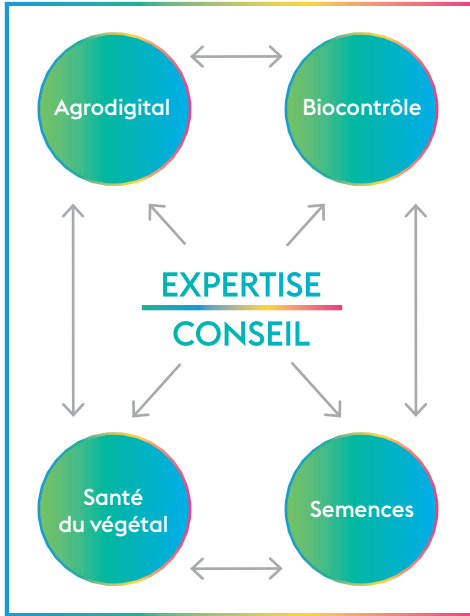 Agrodigital
Biocontrôle
EXPERTISE
CONSEIL
Santé
du végétal
Semences